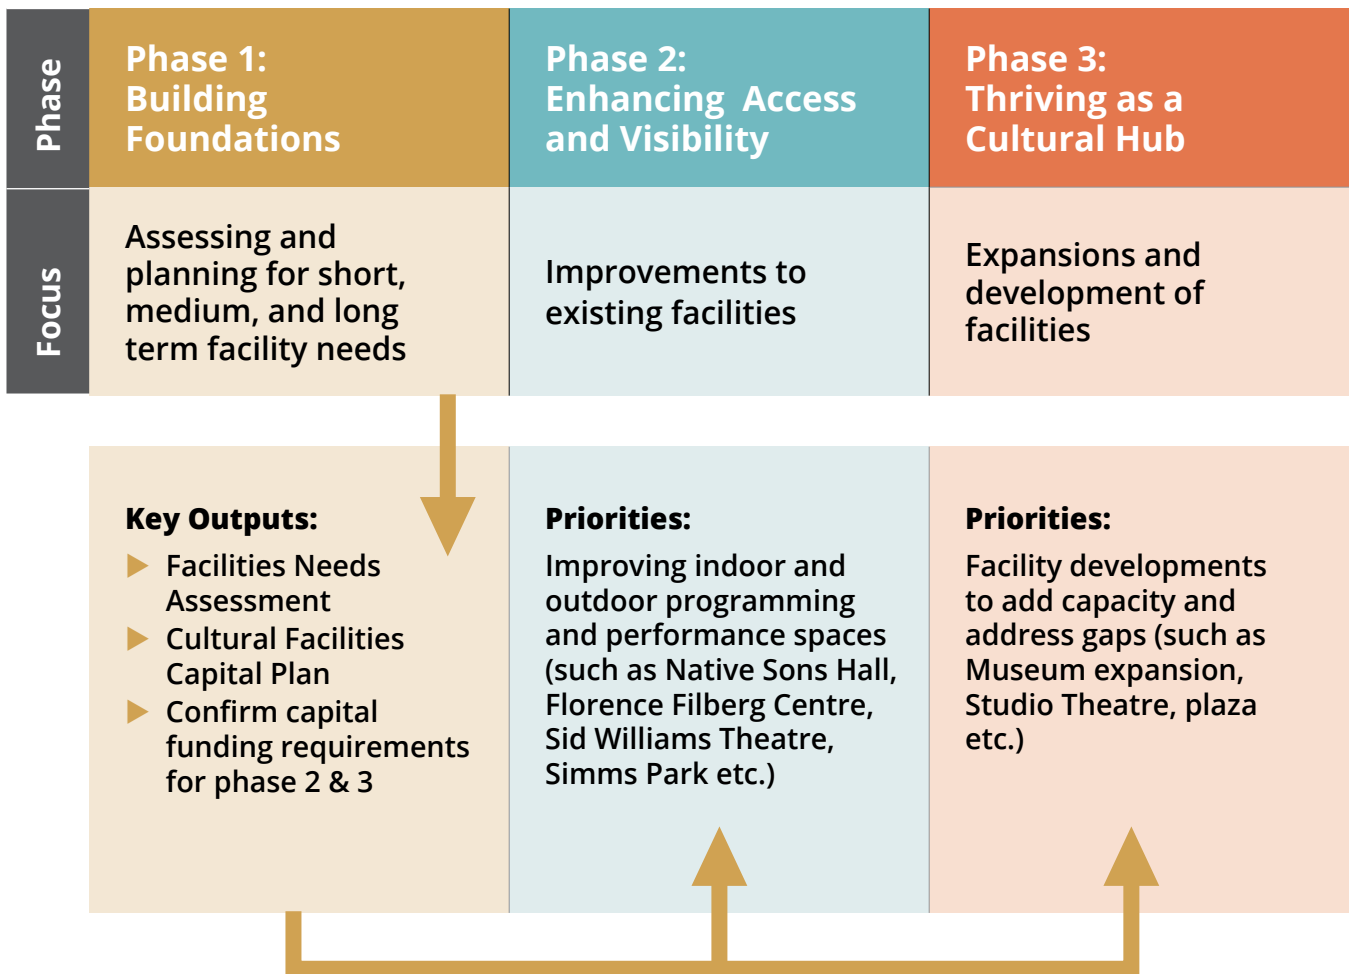 Phase
Phase 1:
Building
Foundations
Phase 2:
Enhancing Access
and Visibility
Phase 3:
Thriving as a
Cultural Hub
Focus
Assessing and
planning for short,
medium, and long
term facility needs
Improvements to
existing facilities
Expansions and
development of
facilities
Key Outputs:
Facilities Needs
Assessment
Cultural Facilities
Capital Plan
Confirm capital
funding requirements
for phase 2 & 3
Priorities:
Improving indoor and
outdoor programming
and performance spaces
(such as Native Sons Hall,
Florence Filberg Centre,
Sid Williams Theatre,
Simms Park etc.)
Priorities:
Facility developments
to add capacity and
address gaps (such as
Museum expansion,
Studio Theatre, plaza
etc.)